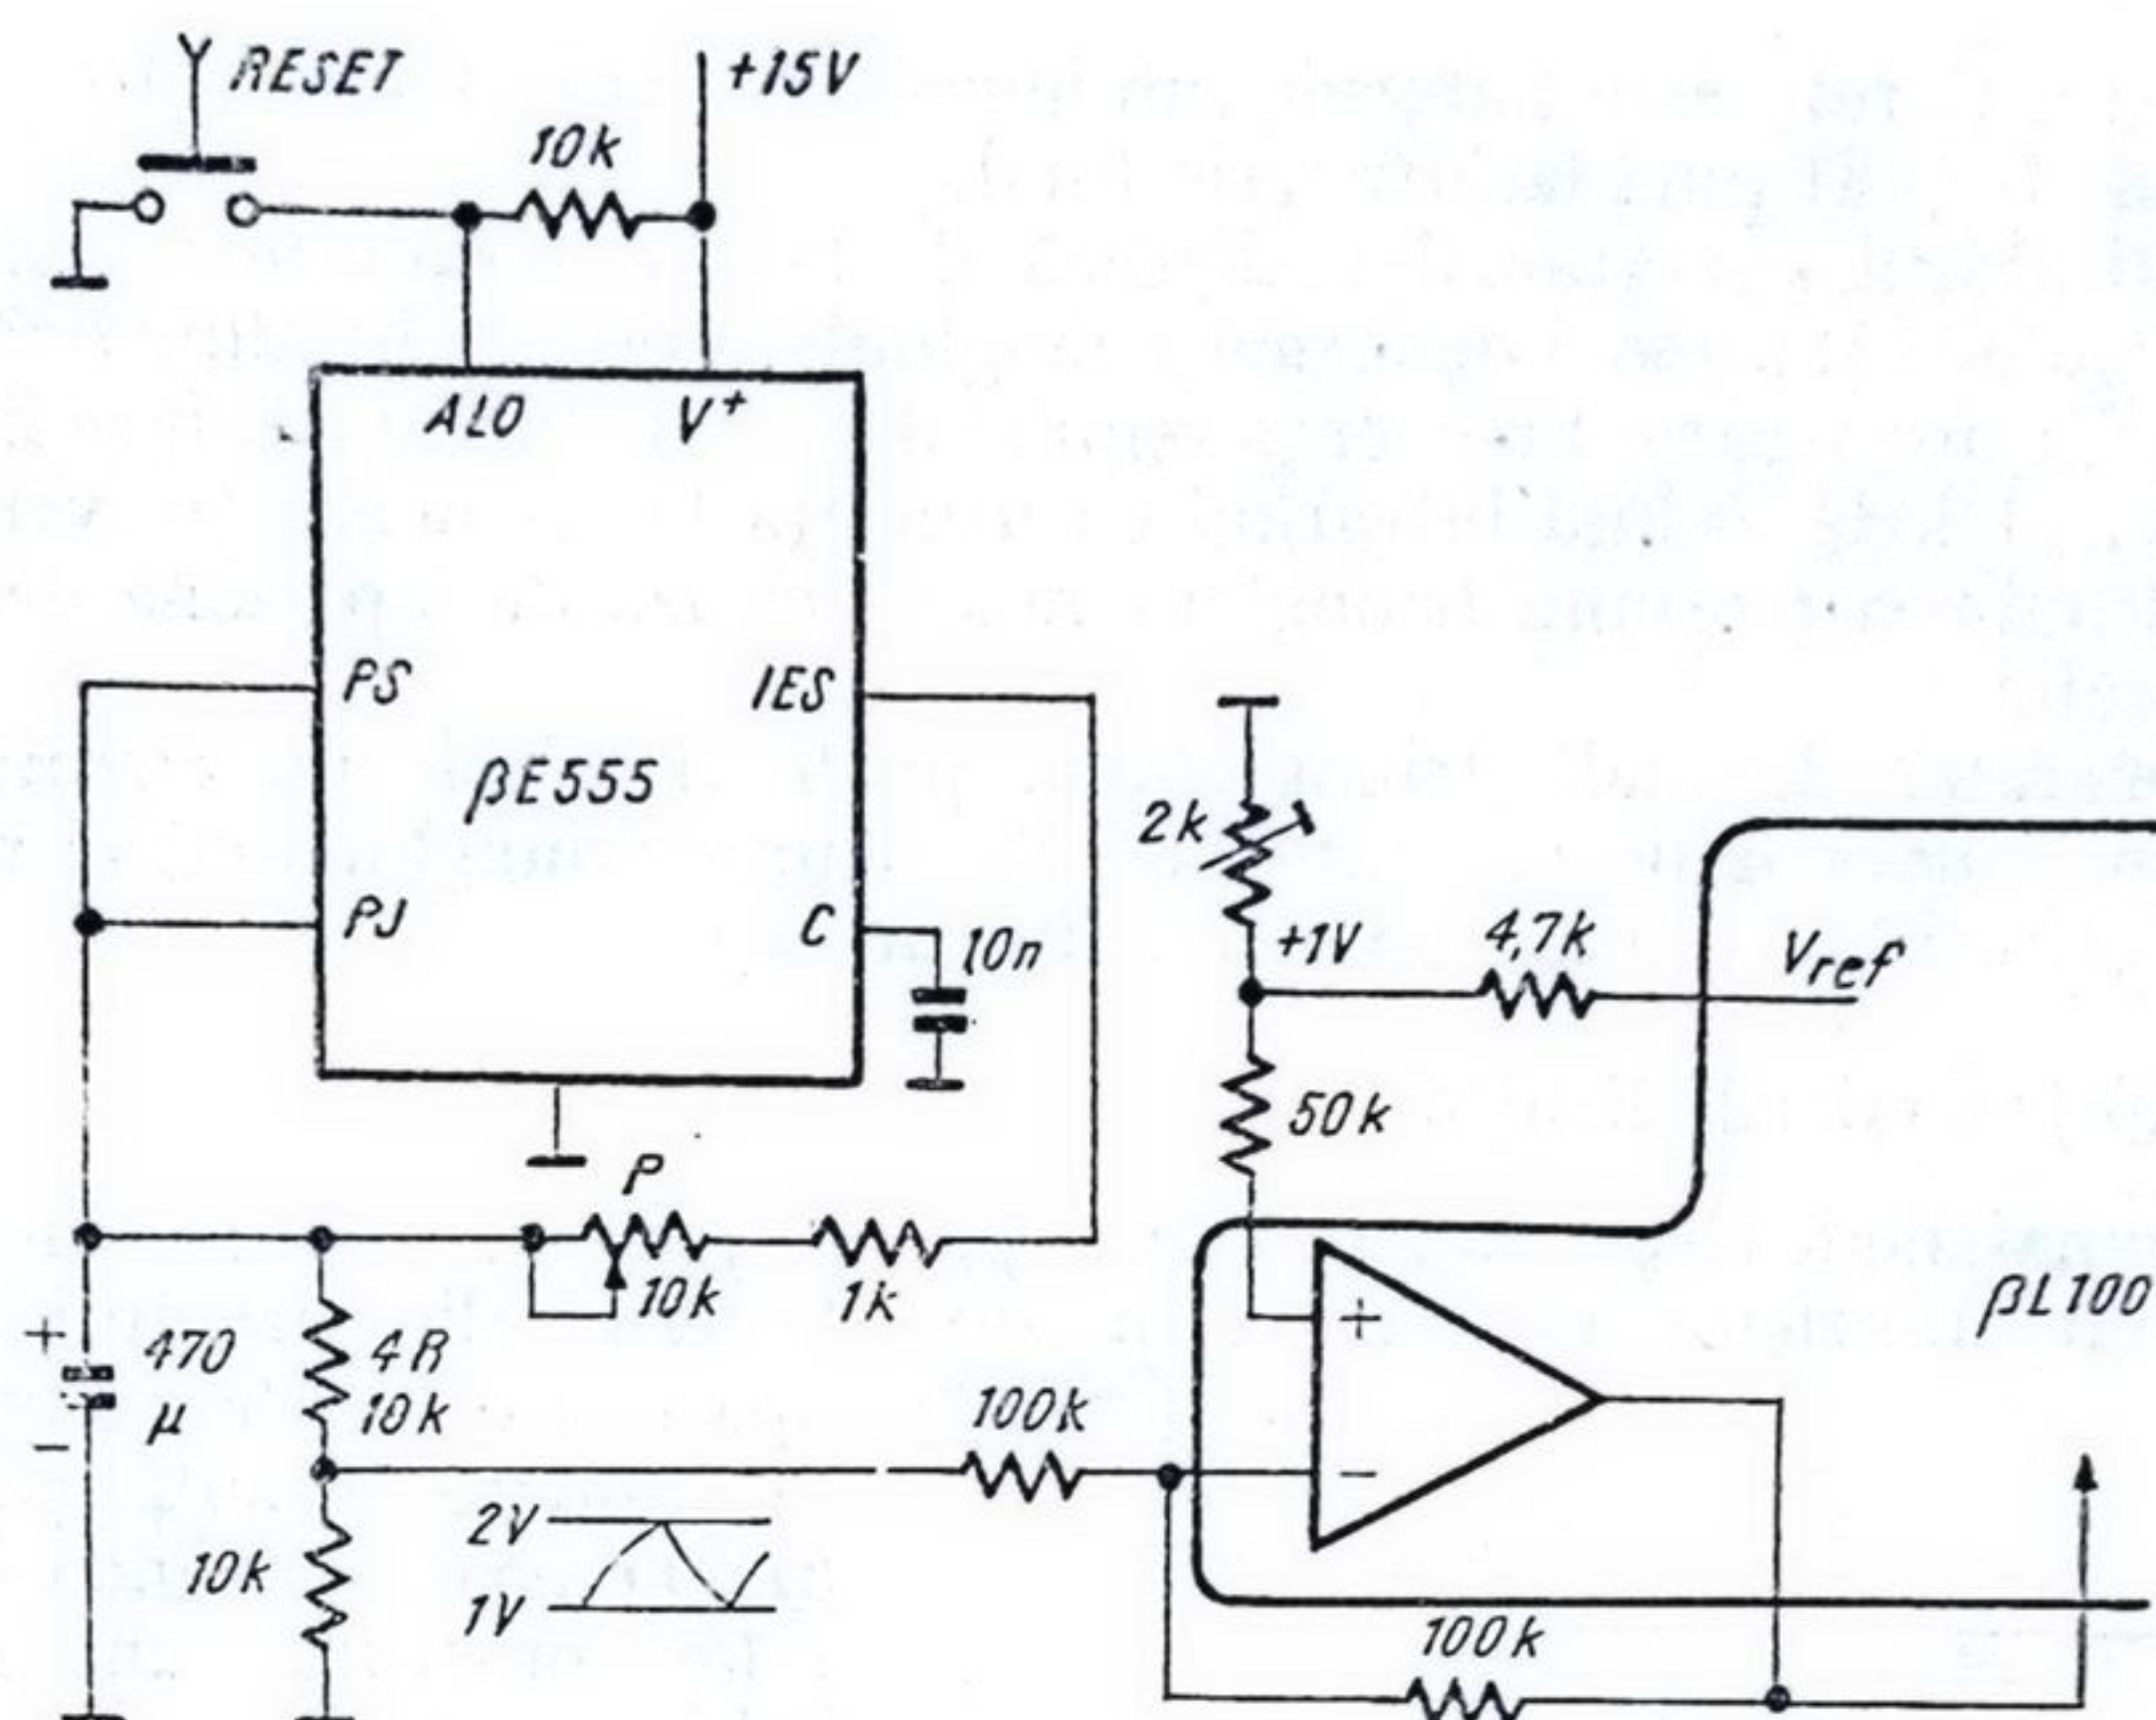 RESET
+15V
10k
ALO
V+
PS
IES
βE555
2k
PJ
C
10n
+1V
4,7k
Vref
50k
P
10k
1k
βL100
+
+
470
μ
4R
10k
100k
−
−
2V
10k
1V
100k